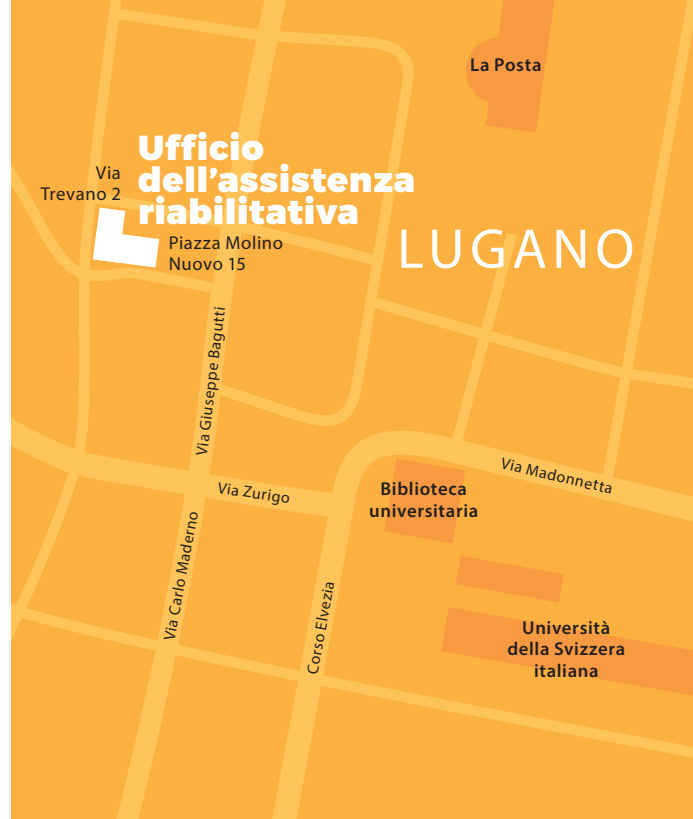 La Posta
Ufficio
dell'assistenza
riabilitativa
Via
Trevano 2
Piazza Molino
Nuovo 15
LUGANO
Via Giuseppe Bagutti
Via Madonnetta
Via Zurigo
Biblioteca
universitaria
Via Carlo Maderno
Corso Elvezia
Università
della Svizzera
italiana